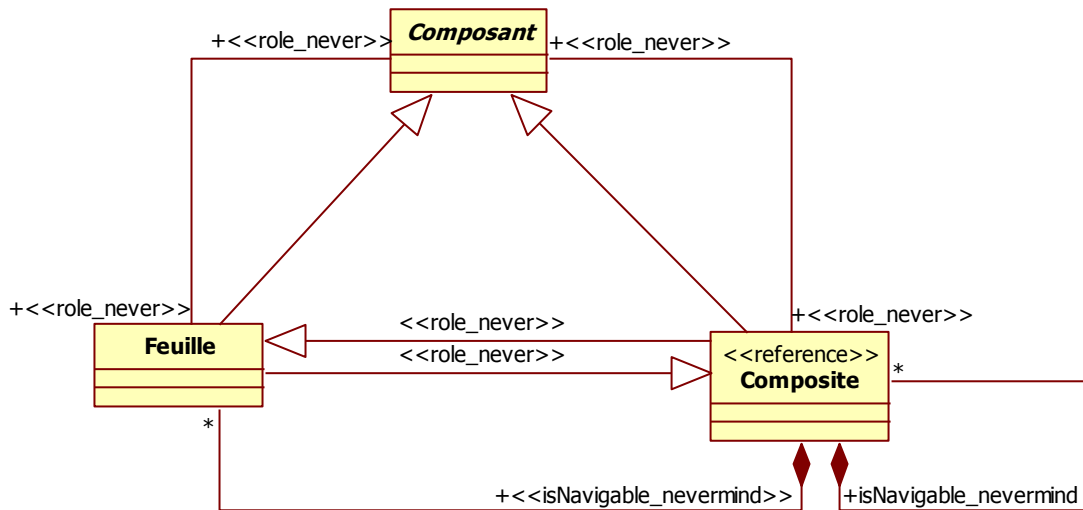 Composant
+<<role_never>>
+<<role_never>>
+<<role_never>>
+<<role_never>>
Feuille
<<role_never>>
<<role_never>>
<<reference>>
Composite
*
*
+<<isNavigable_nevermind>>
+isNavigable_nevermind